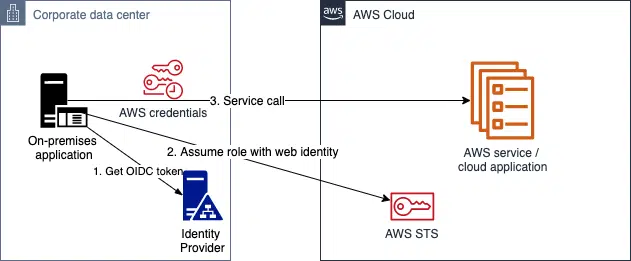 Corporate data center
aws
AWS Cloud
AWS credentials
3. Service call
On-premises
application
2. Assume role with web identity
AWS service /
cloud application
1. Get OIDC token
Identity
Provider
AWS STS